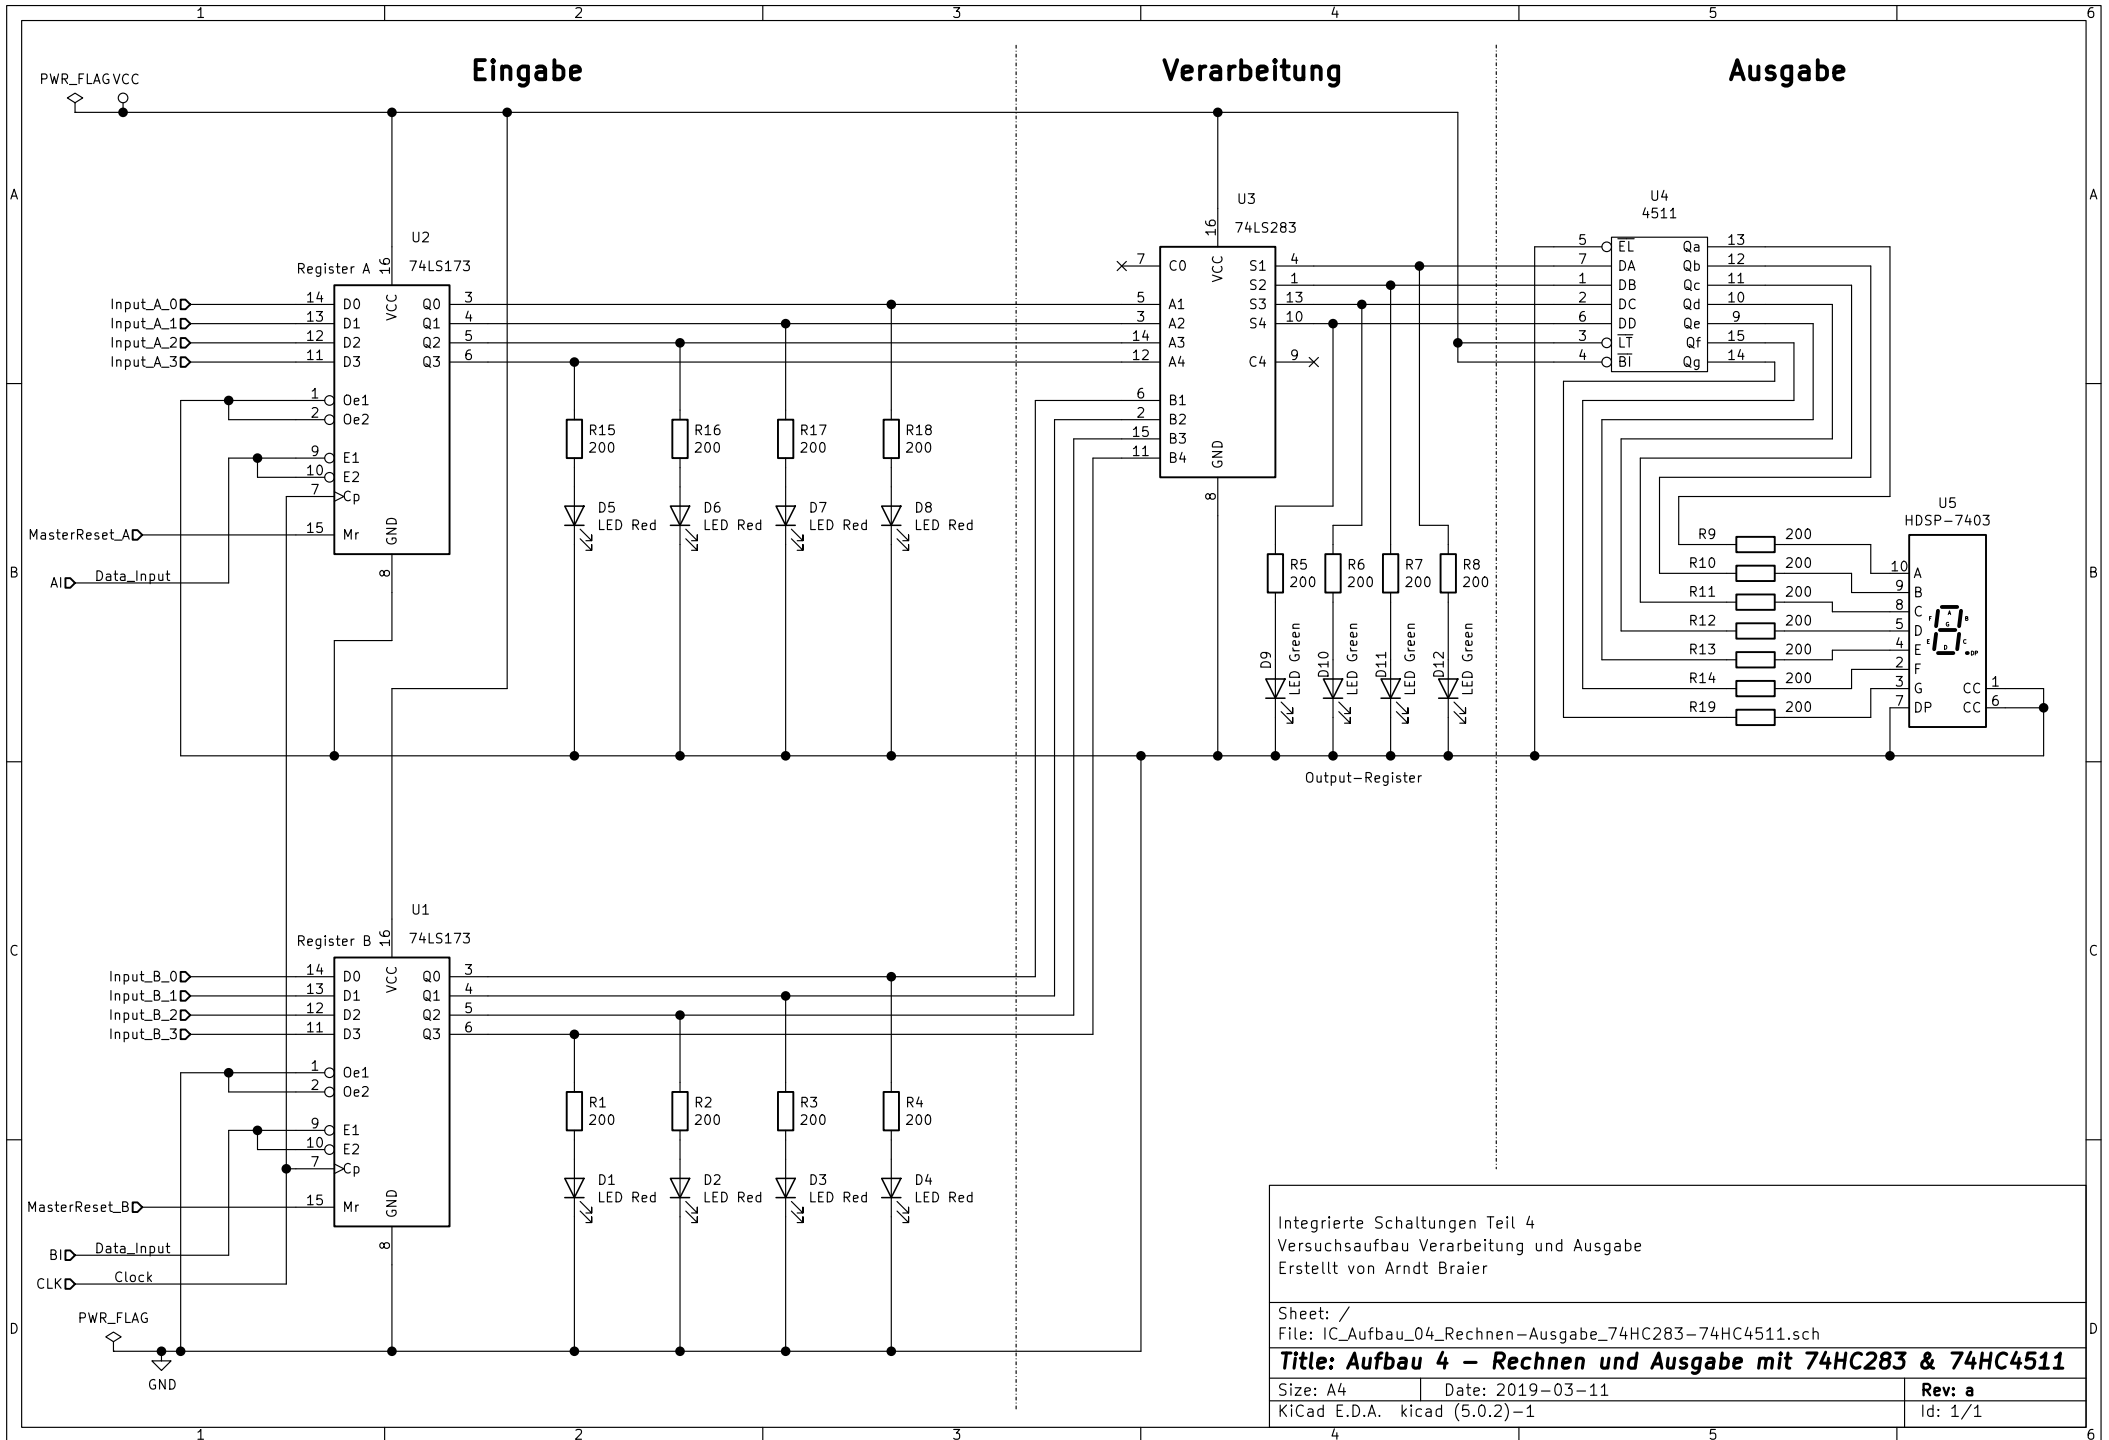 1 2 3 4 5 6
Eingabe
Verarbeitung
Ausgabe
PWR_FLAG VCC
A
A
U2
74LS173
Register A
16
VCC
Input_A_0 14 D0 Q0 3
Input_A_1 13 D1 Q1 4
Input_A_2 12 D2 Q2 5
Input_A_3 11 D3 Q3 6
1 Oe1
2 Oe2
9 E1
10 E2
7 Cp
MasterReset_A 15 Mr
GND
8
AI Data_Input
R15
200
R16
200
R17
200
R18
200
D5
LED Red
D6
LED Red
D7
LED Red
D8
LED Red
U3
74LS283
16
VCC
7 C0 S1 4
S2 1
5 A1 S3 13
3 A2 S4 10
14 A3
12 A4 C4 9
6 B1
2 B2
15 B3
11 B4
GND
8
R5
200
R6
200
R7
200
R8
200
D9
LED Green
D10
LED Green
D11
LED Green
D12
LED Green
Output-Register
U4
4511
5 EL Qa 13
7 DA Qb 12
1 DB Qc 11
2 DC Qd 10
6 DD Qe 9
3 LT Qf 15
4 BI Qg 14
U5
HDSP-7403
R9 200
R10 200
R11 200
R12 200
R13 200
R14 200
R19 200
10 A
9 B
8 C
5 D
4 E
2 F
3 G CC 1
7 DP CC 6
A
F B
G
E C
D
DP
B
B
C
C
U1
74LS173
Register B
16
VCC
Input_B_0 14 D0 Q0 3
Input_B_1 13 D1 Q1 4
Input_B_2 12 D2 Q2 5
Input_B_3 11 D3 Q3 6
1 Oe1
2 Oe2
9 E1
10 E2
7 Cp
MasterReset_B 15 Mr
GND
8
BI Data_Input
CLK Clock
PWR_FLAG
GND
R1
200
R2
200
R3
200
R4
200
D1
LED Red
D2
LED Red
D3
LED Red
D4
LED Red
D
D
Integrierte Schaltungen Teil 4
Versuchsaufbau Verarbeitung und Ausgabe
Erstellt von Arndt Braier
Sheet: /
File: IC_Aufbau_04_Rechnen-Ausgabe_74HC283-74HC4511.sch
Title: Aufbau 4 - Rechnen und Ausgabe mit 74HC283 & 74HC4511
Size: A4 Date: 2019-03-11 Rev: a
KiCad E.D.A. kicad (5.0.2)-1 Id: 1/1
1 2 3 4 5 6